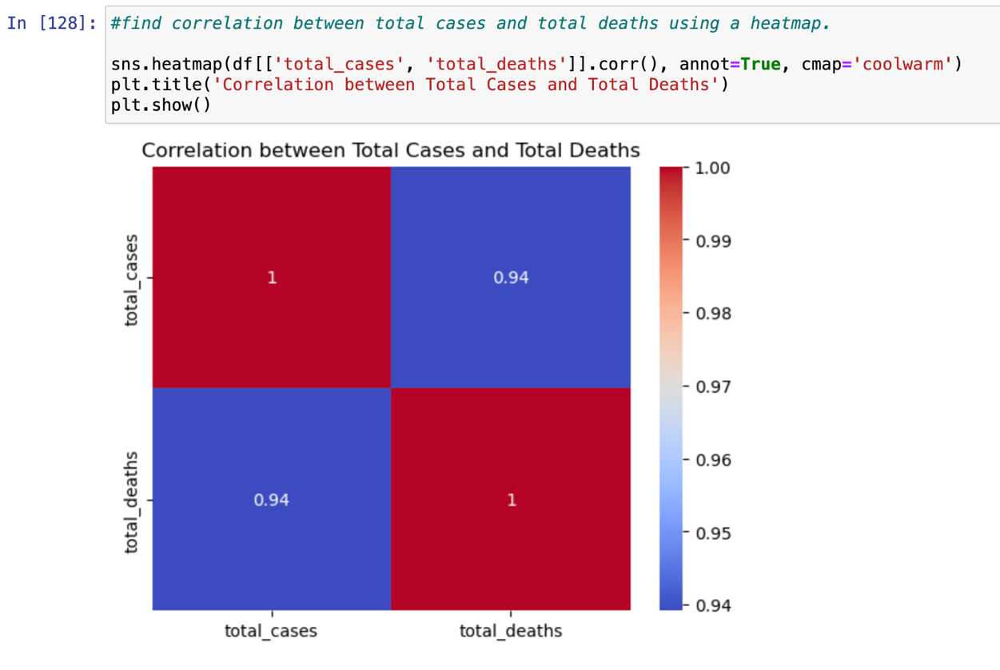 In [128]: #find correlation between total cases and total deaths using a heatmap.
sns.heatmap(df[['total_cases', 'total_deaths']].corr(), annot=True, cmap='coolwarm')
plt.title('Correlation between Total Cases and Total Deaths')
plt.show()
Correlation between Total Cases and Total Deaths
total_cases
1
0.94
total_deaths
0.94
1
total_cases
total_deaths
1.00
0.99
0.98
0.97
0.96
0.95
0.94